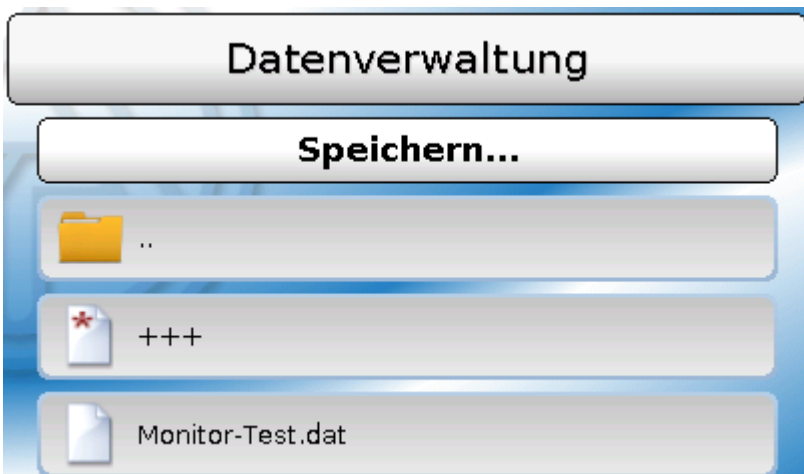 Datenverwaltung
Speichern...
..
+++
Monitor-Test.dat